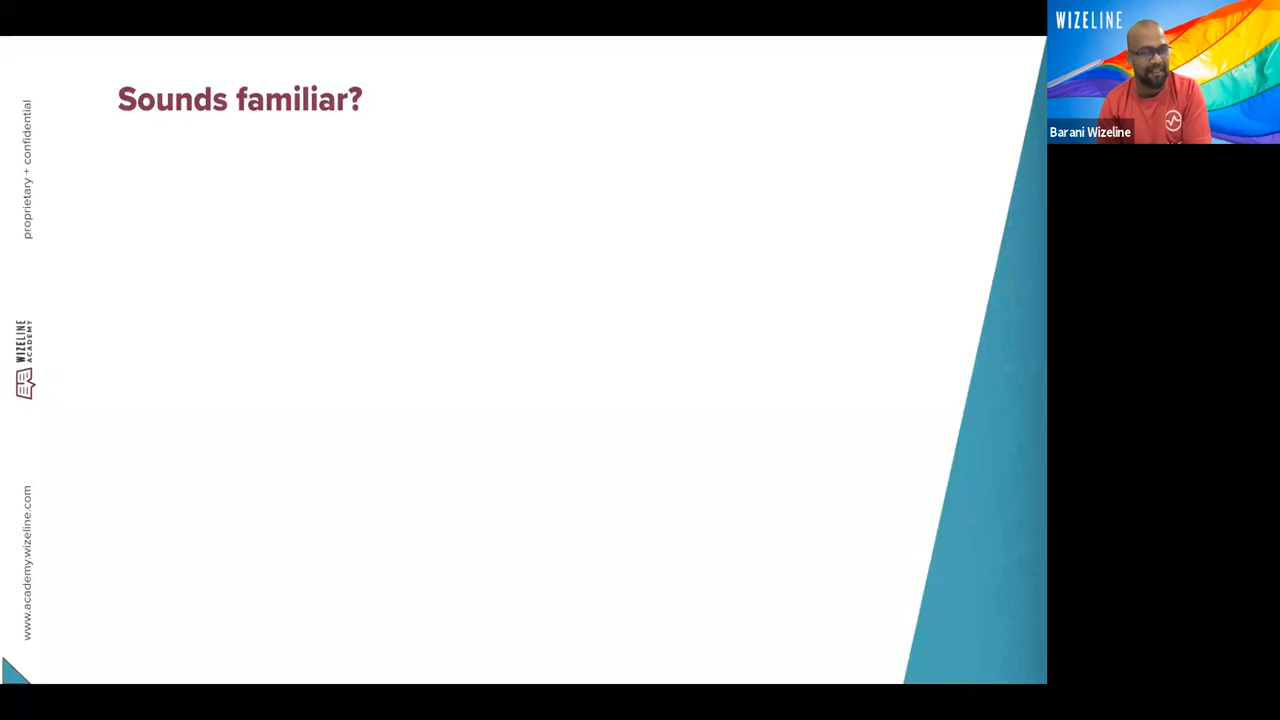 Sounds familiar?
proprietary + confidential
WIZELINE
ACADEMY
www.academy.wizeline.com
WIZELINE
Barani Wizeline